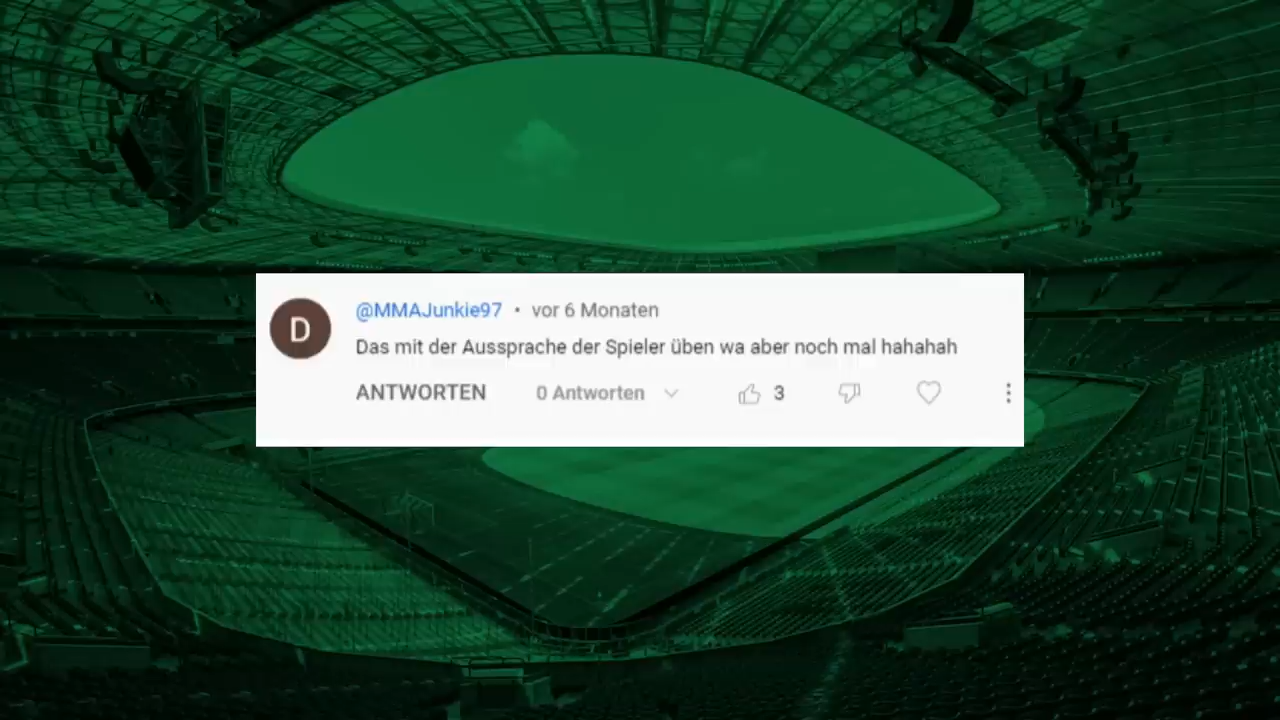 D
@MMAJunkie97 • vor 6 Monaten
Das mit der Aussprache der Spieler üben wa aber noch mal hahahah
ANTWORTEN 0 Antworten 3